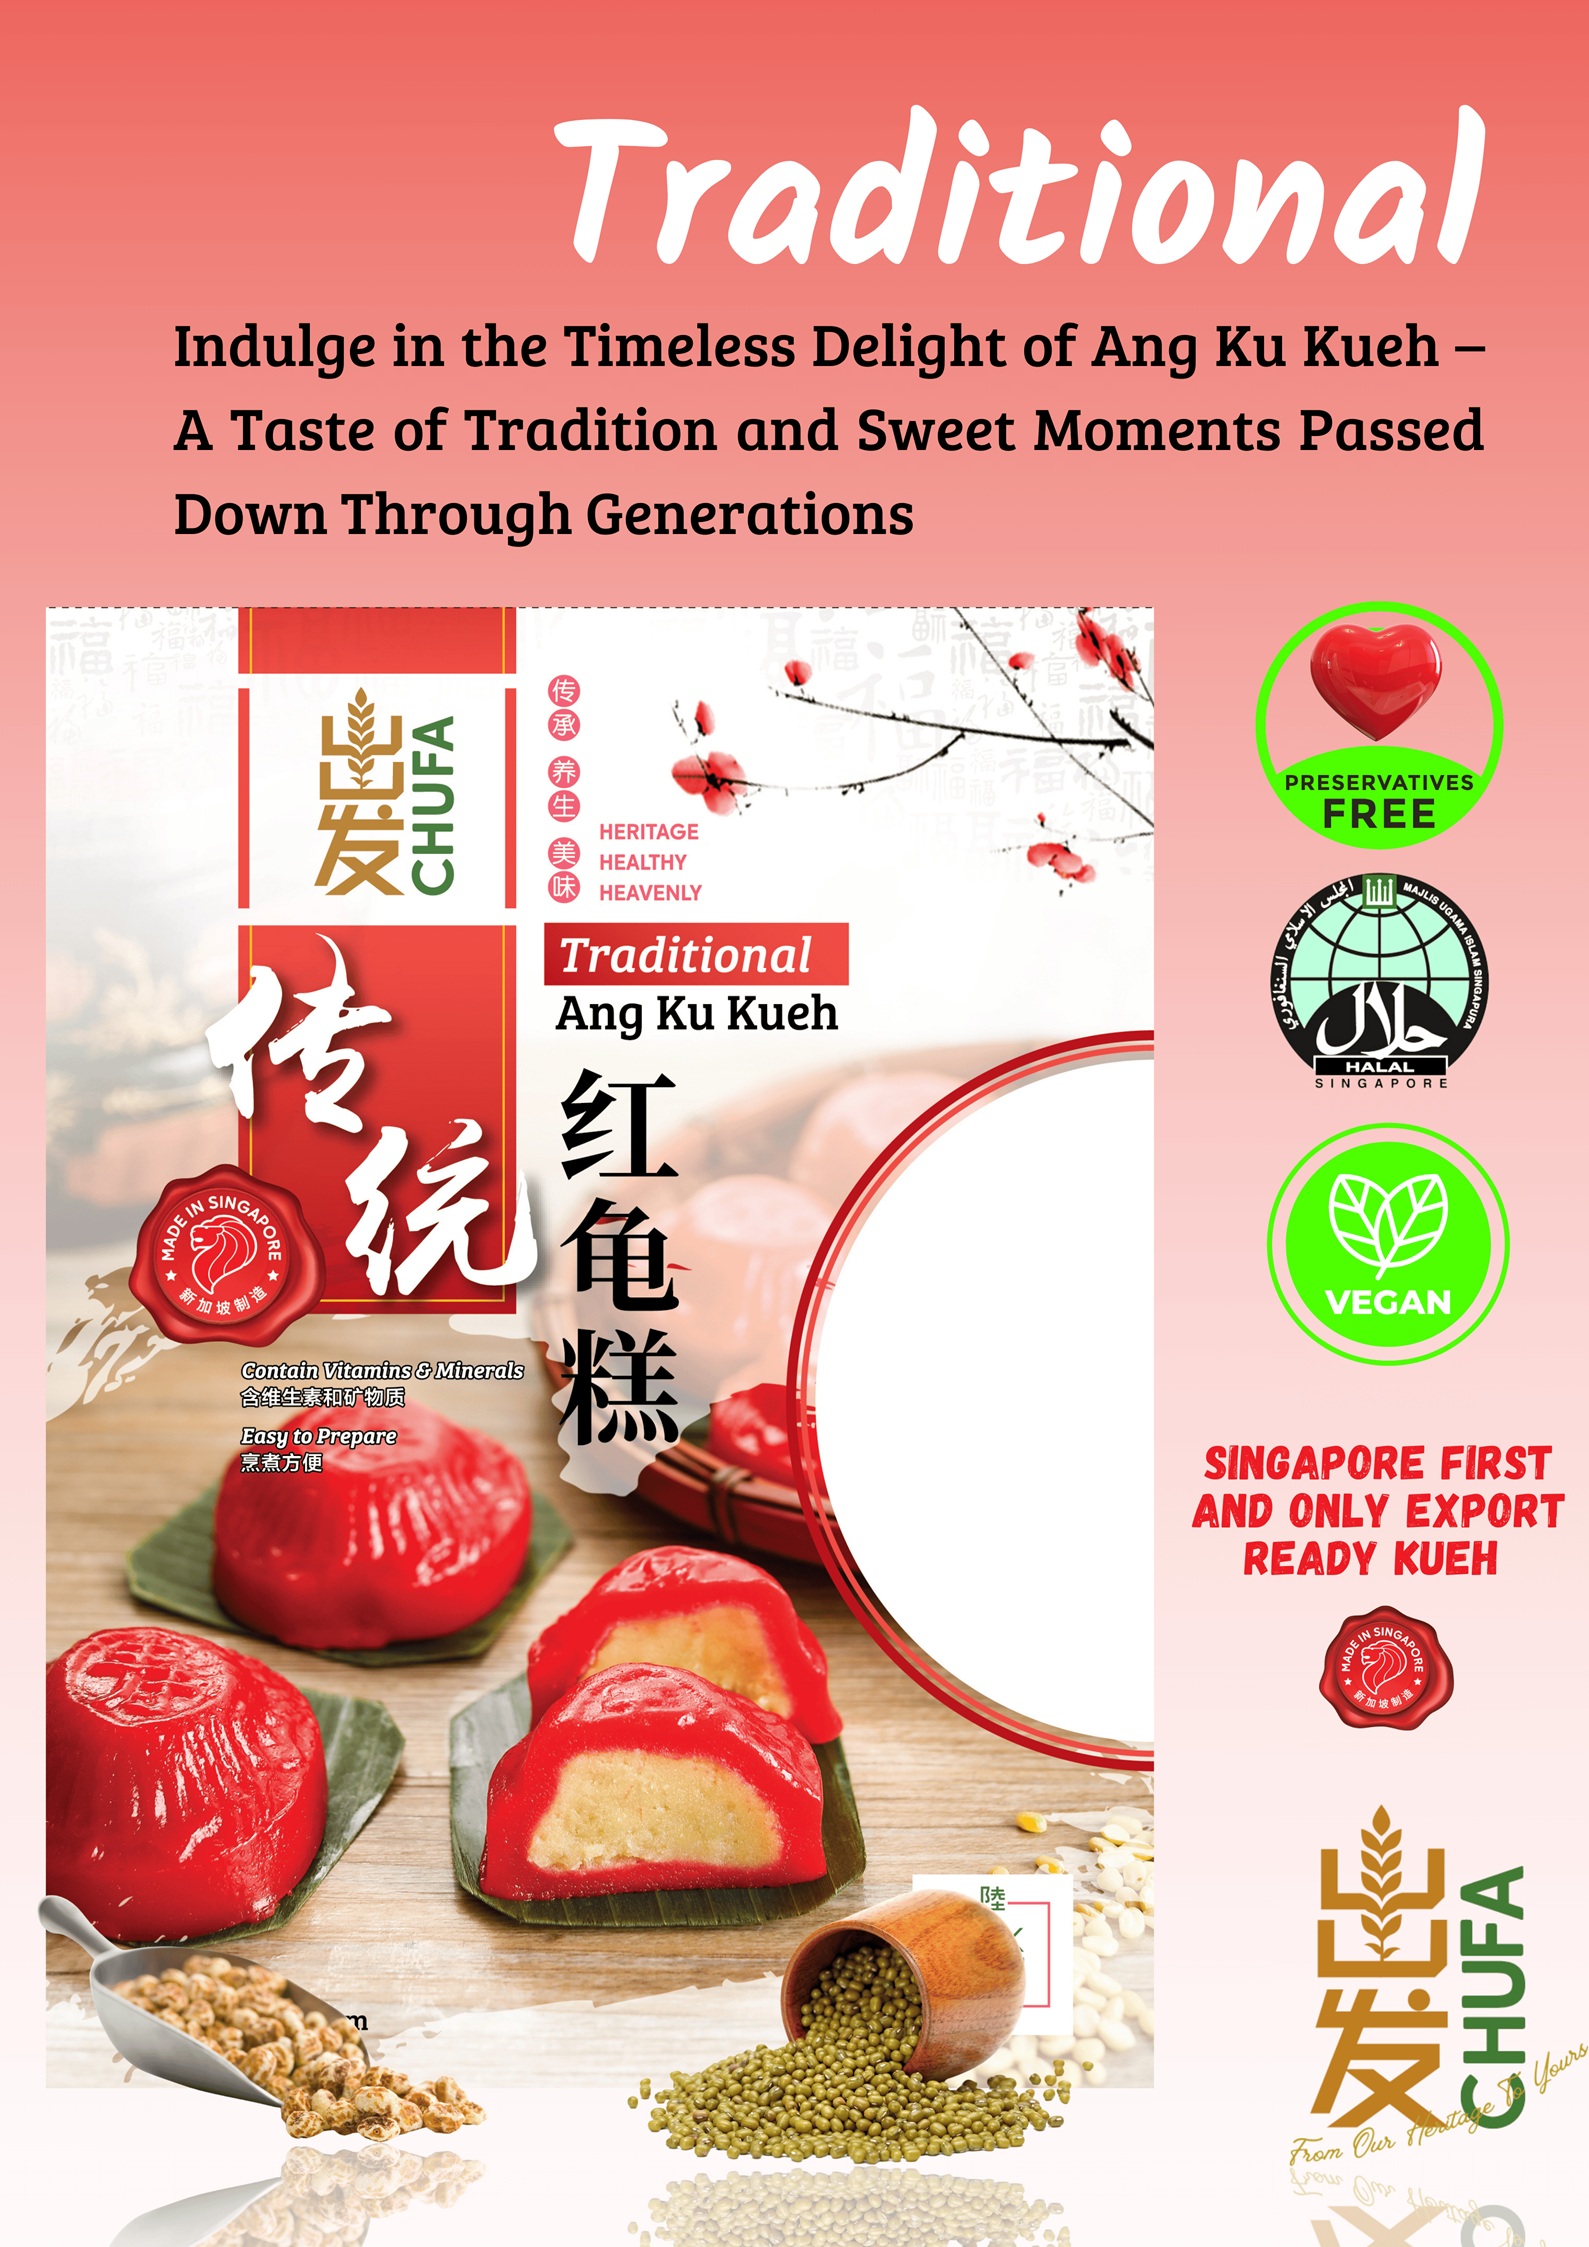 Traditional
Indulge in the Timeless Delight of Ang Ku Kueh –
A Taste of Tradition and Sweet Moments Passed
Down Through Generations
出发
CHUFA
传承
养生
美味
HERITAGE
HEALTHY
HEAVENLY
传统
Traditional
Ang Ku Kueh
红龟糕
MADE IN SINGAPORE
新加坡制造
Contain Vitamins & Minerals
含维生素和矿物质
Easy to Prepare
烹煮方便
陸
m
PRESERVATIVES
FREE
المجلس الإسلامي السنغافوري
MAJLIS UGAMA ISLAM SINGAPURA
حلال
HALAL
SINGAPORE
VEGAN
SINGAPORE FIRST
AND ONLY EXPORT
READY KUEH
MADE IN SINGAPORE
新加坡制造
出发
CHUFA
From Our Heritage To Yours